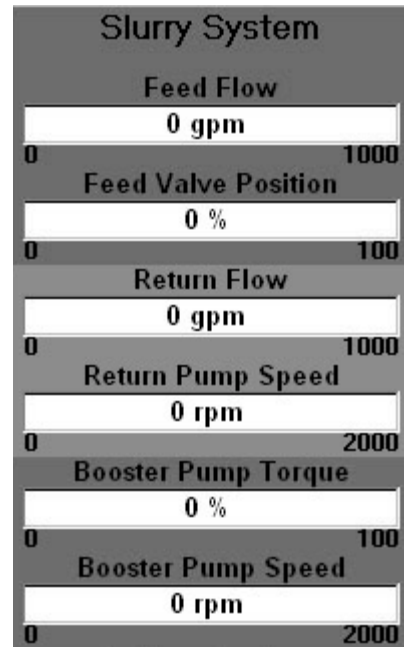 Slurry System
Feed Flow
0 gpm
0 1000
Feed Valve Position
0 %
0 100
Return Flow
0 gpm
0 1000
Return Pump Speed
0 rpm
0 2000
Booster Pump Torque
0 %
0 100
Booster Pump Speed
0 rpm
0 2000